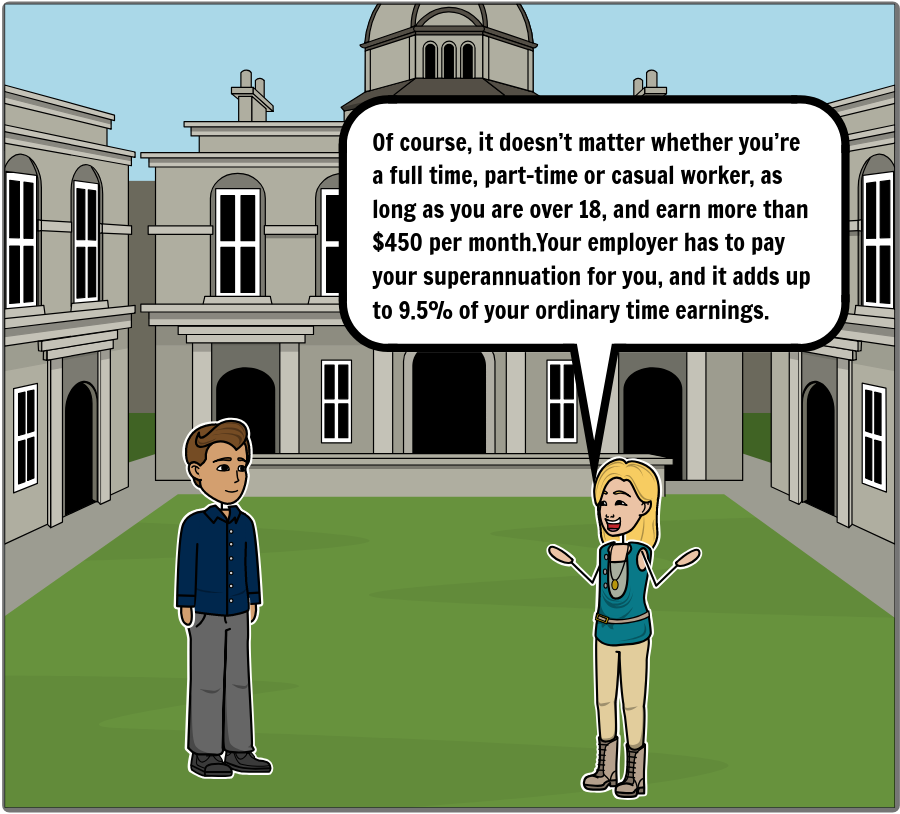 Of course, it doesn't matter whether you're
a full time, part-time or casual worker, as
long as you are over 18, and earn more than
$450 per month.Your employer has to pay
your superannuation for you, and it adds up
to 9.5% of your ordinary time earnings.